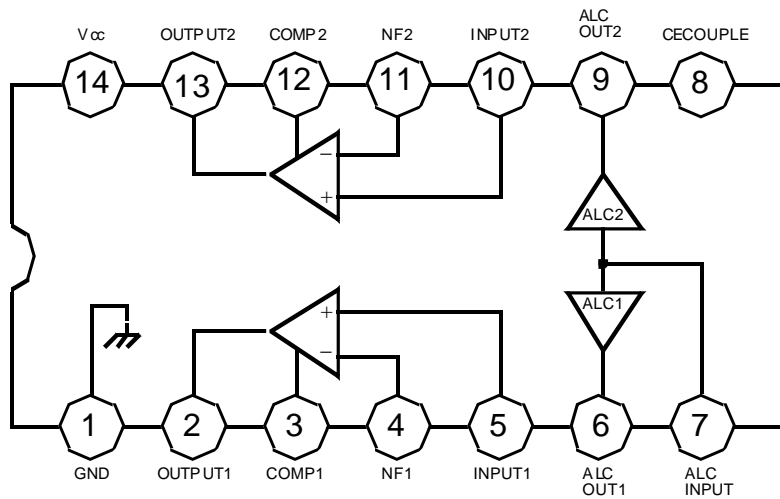 Vcc OUTPUT2 COMP2 NF2 INPUT2 ALC OUT2 CECOUPLE
14 13 12 11 10 9 8
−
+
ALC2
ALC1
+
−
1 2 3 4 5 6 7
GND OUTPUT1 COMP1 NF1 INPUT1 ALC OUT1 ALC INPUT